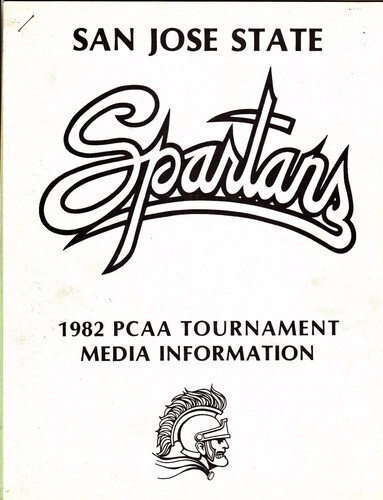 SAN JOSE STATE
Spartans
1982 PCAA TOURNAMENT
MEDIA INFORMATION